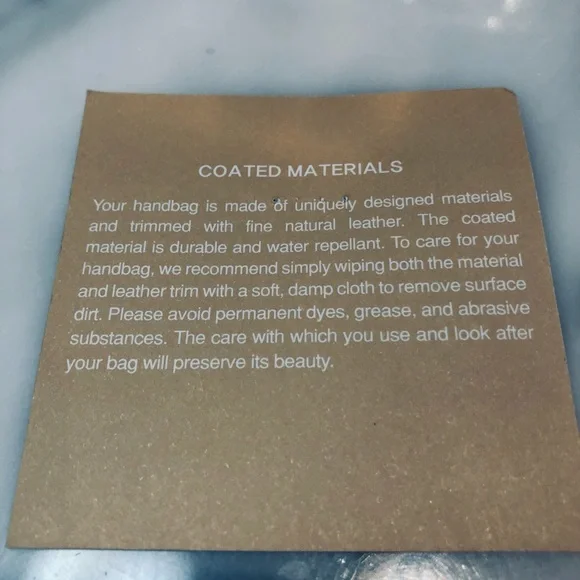 COATED MATERIALS
Your handbag is made of uniquely designed materials
and trimmed with fine natural leather. The coated
material is durable and water repellant. To care for your
handbag, we recommend simply wiping both the material
and leather trim with a soft, damp cloth to remove surface
dirt. Please avoid permanent dyes, grease, and abrasive
substances. The care with which you use and look after
your bag will preserve its beauty.